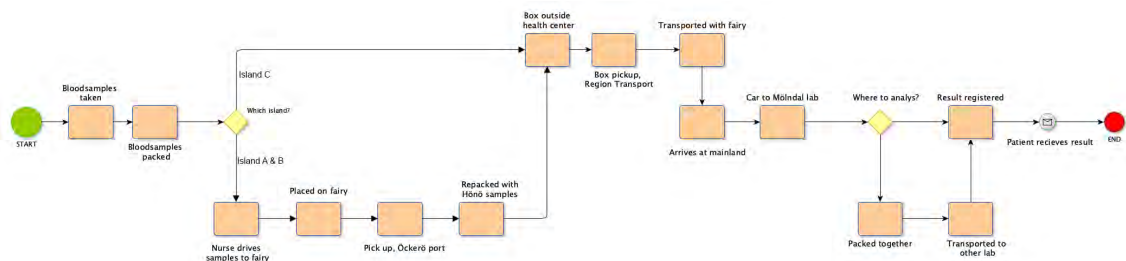 START
Bloodsamples
taken
Bloodsamples
packed
Which island?
Island C
Island A & B
Nurse drives
samples to fairy
Placed on fairy
Pick up, Öckerö port
Repacked with
Hönö samples
Box outside
health center
Box pickup,
Region Transport
Transported with fairy
Arrives at mainland
Car to Mölndal lab
Where to analys?
Packed together
Transported to
other lab
Result registered
Patient recieves result
END